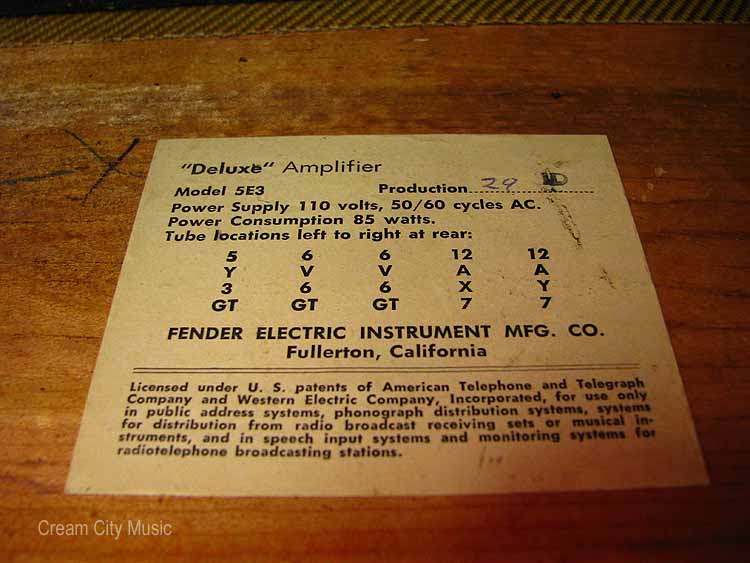 "Deluxe" Amplifier
Model 5E3 Production 29
Power Supply 110 volts, 50/60 cycles AC.
Power Consumption 85 watts.
Tube locations left to right at rear:
5 6 6 12 12
Y V V A A
3 6 6 X Y
GT GT GT 7 7
FENDER ELECTRIC INSTRUMENT MFG. CO.
Fullerton, California
Licensed under U. S. patents of American Telephone and Telegraph
Company and Western Electric Company, Incorporated, for use only
in public address systems, phonograph distribution systems, systems
for distribution from radio broadcast receiving sets or musical in-
struments, and in speech input systems and monitoring systems for
radiotelephone broadcasting stations.
Cream City Music